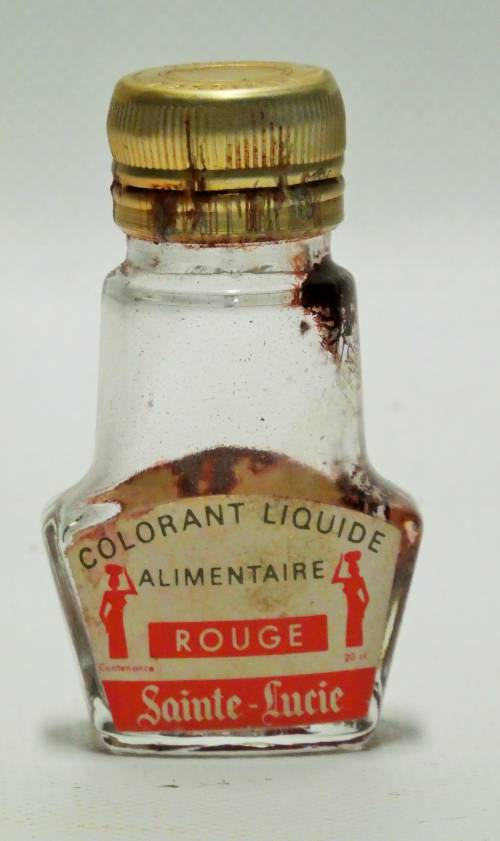 COLORANT LIQUIDE
ALIMENTAIRE
ROUGE
Contenance 20 cc
Sainte-Lucie